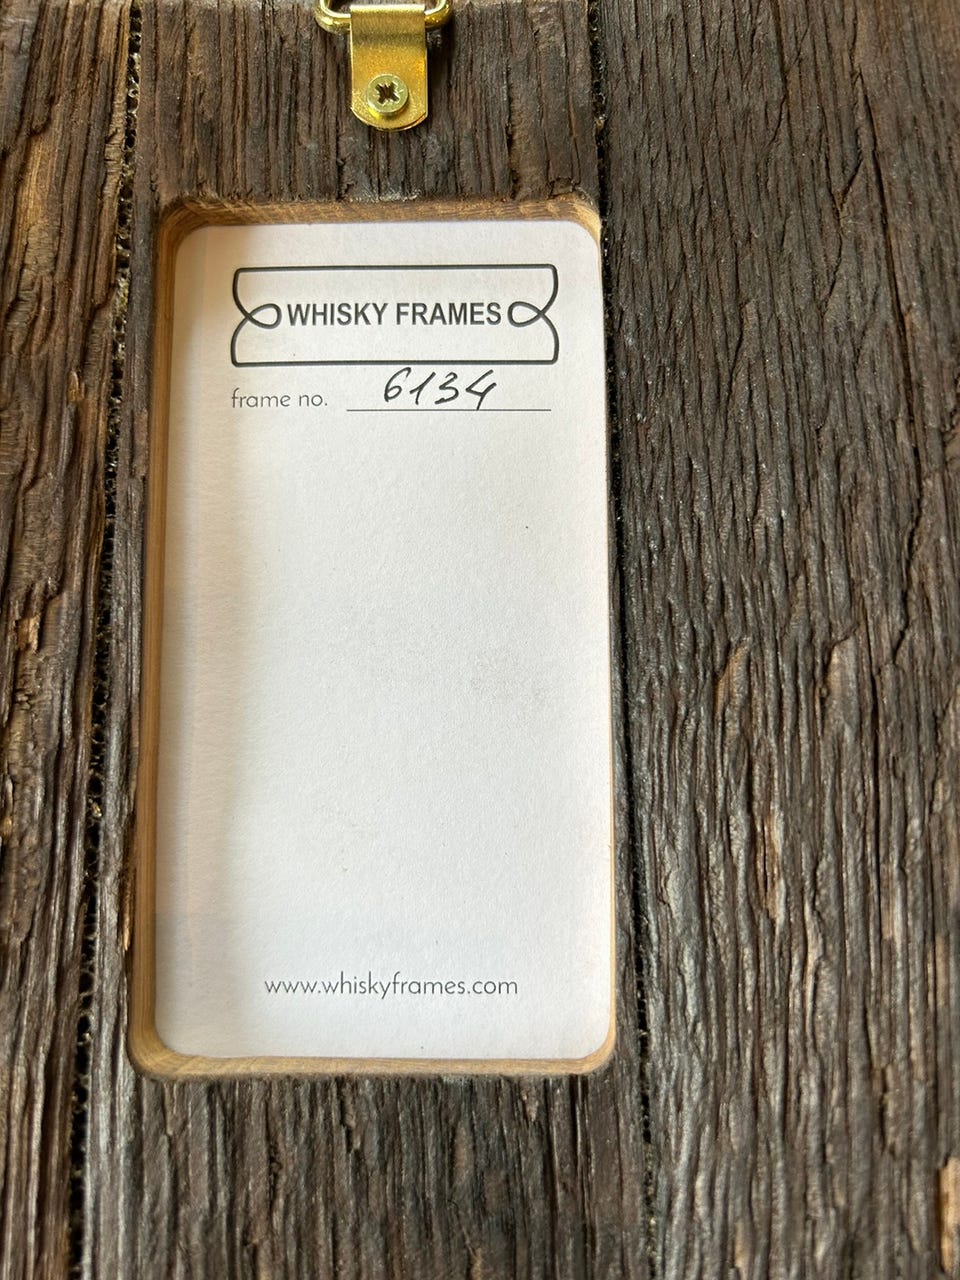 WHISKY FRAMES
frame no. 6134
www.whiskyframes.com